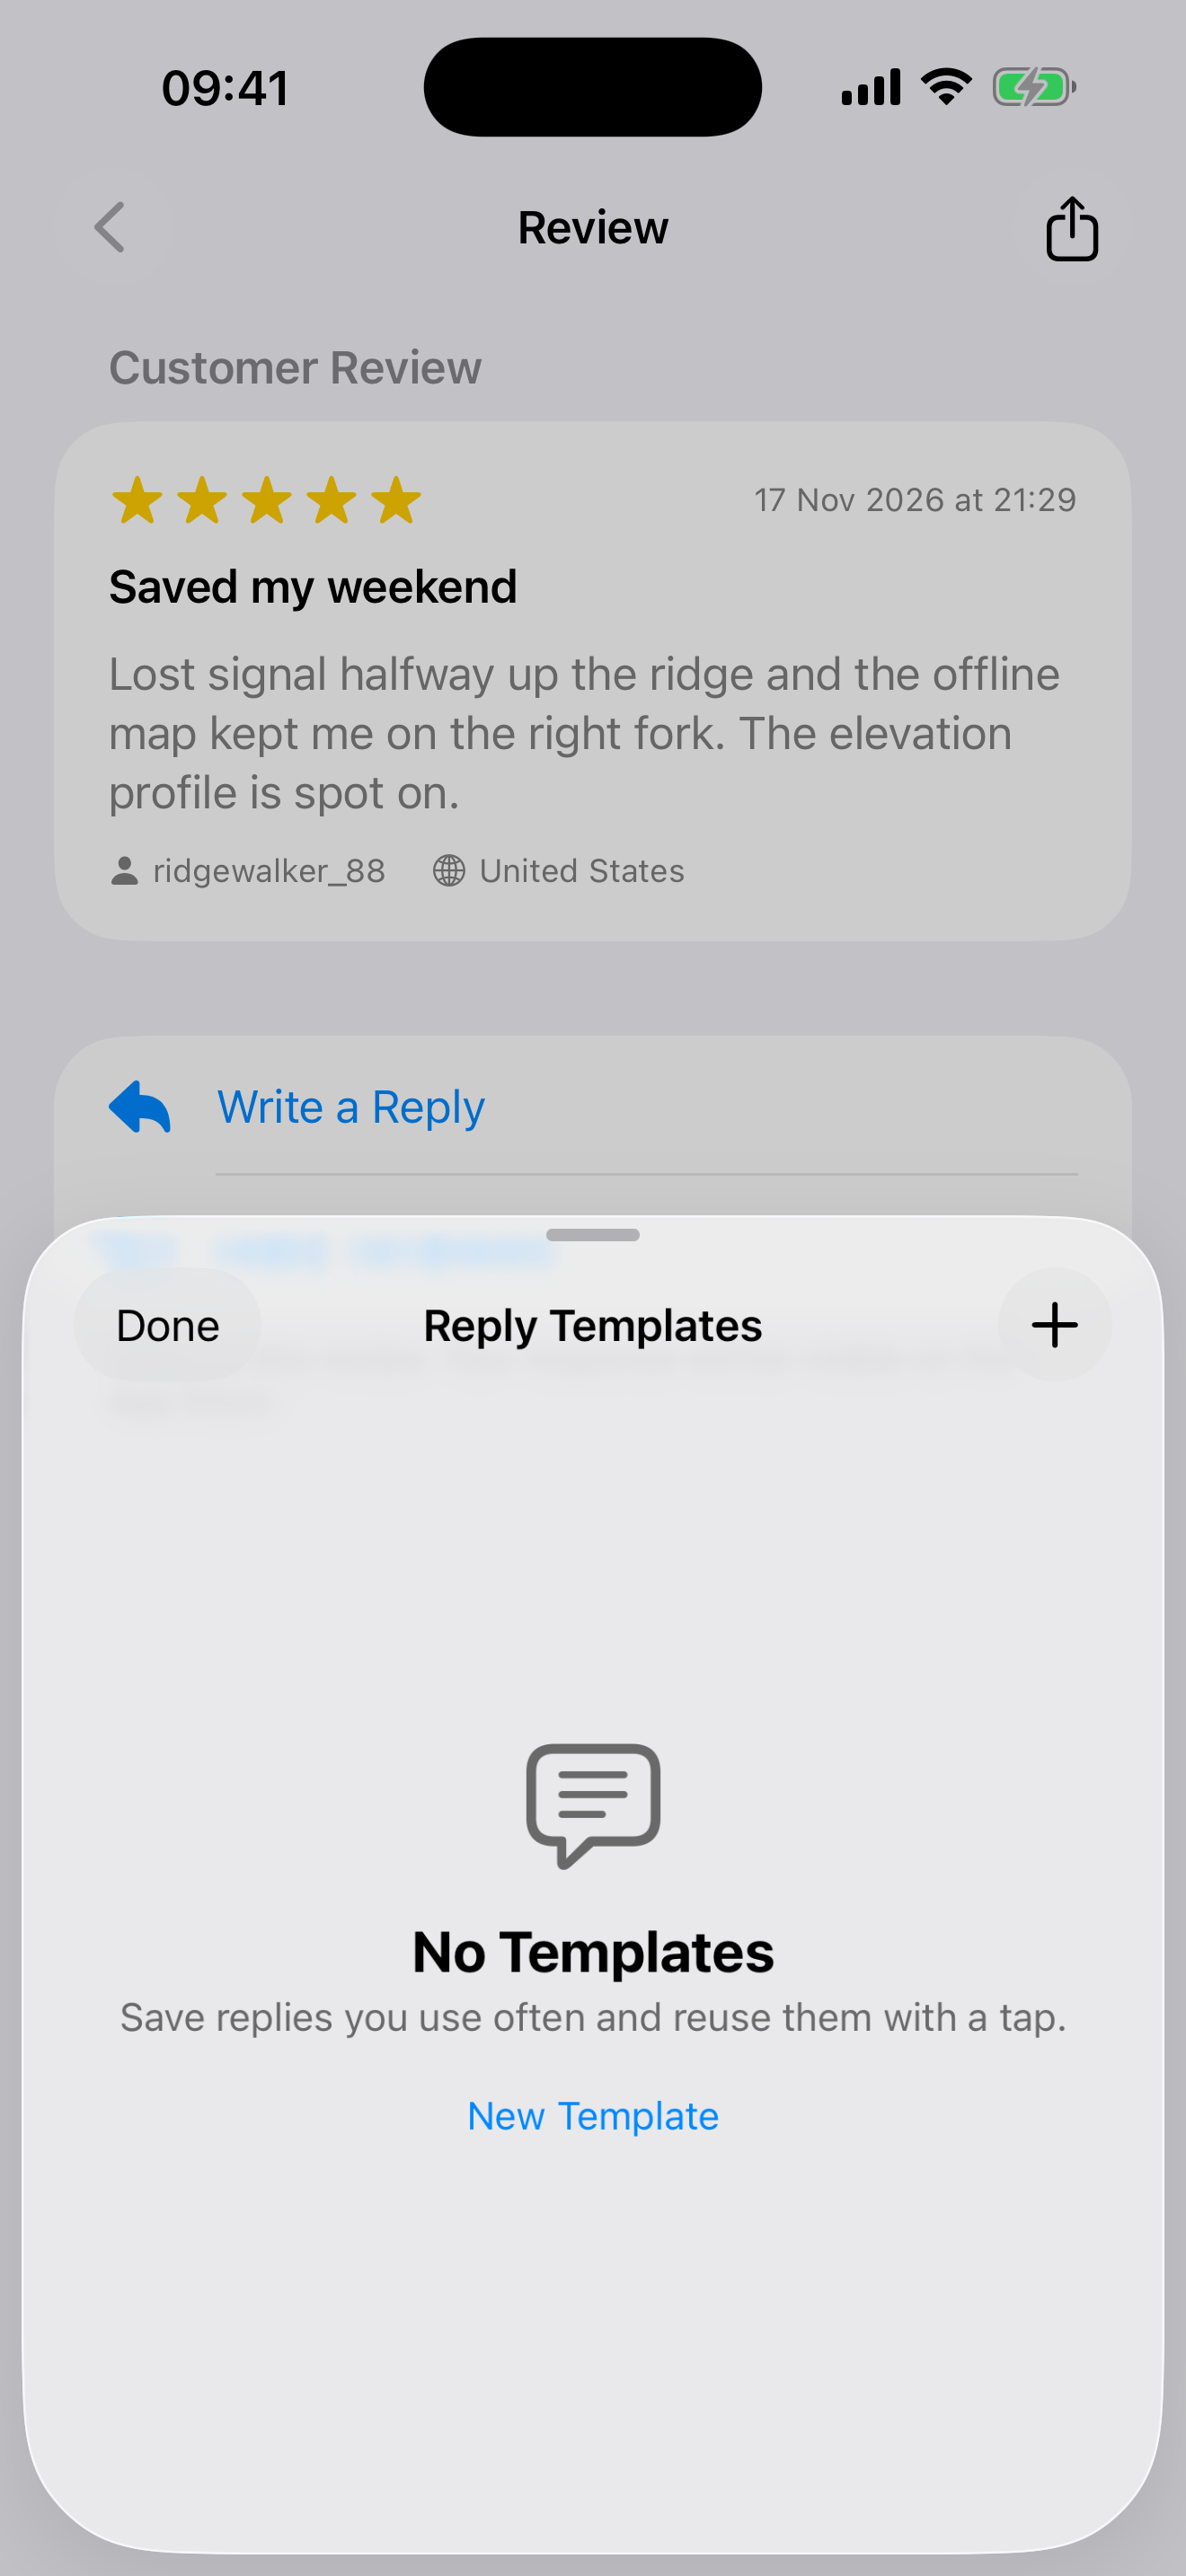 09:41
Review
Customer Review
17 Nov 2026 at 21:29
Saved my weekend
Lost signal halfway up the ridge and the offline
map kept me on the right fork. The elevation
profile is spot on.
ridgewalker_88 United States
Write a Reply
Done Reply Templates
No Templates
Save replies you use often and reuse them with a tap.
New Template